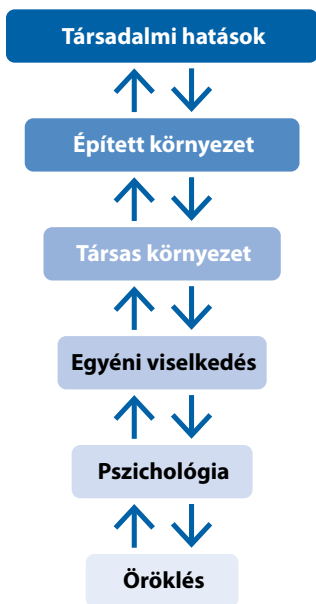 Társadalmi hatások
Épített környezet
Társas környezet
Egyéni viselkedés
Pszichológia
Öröklés